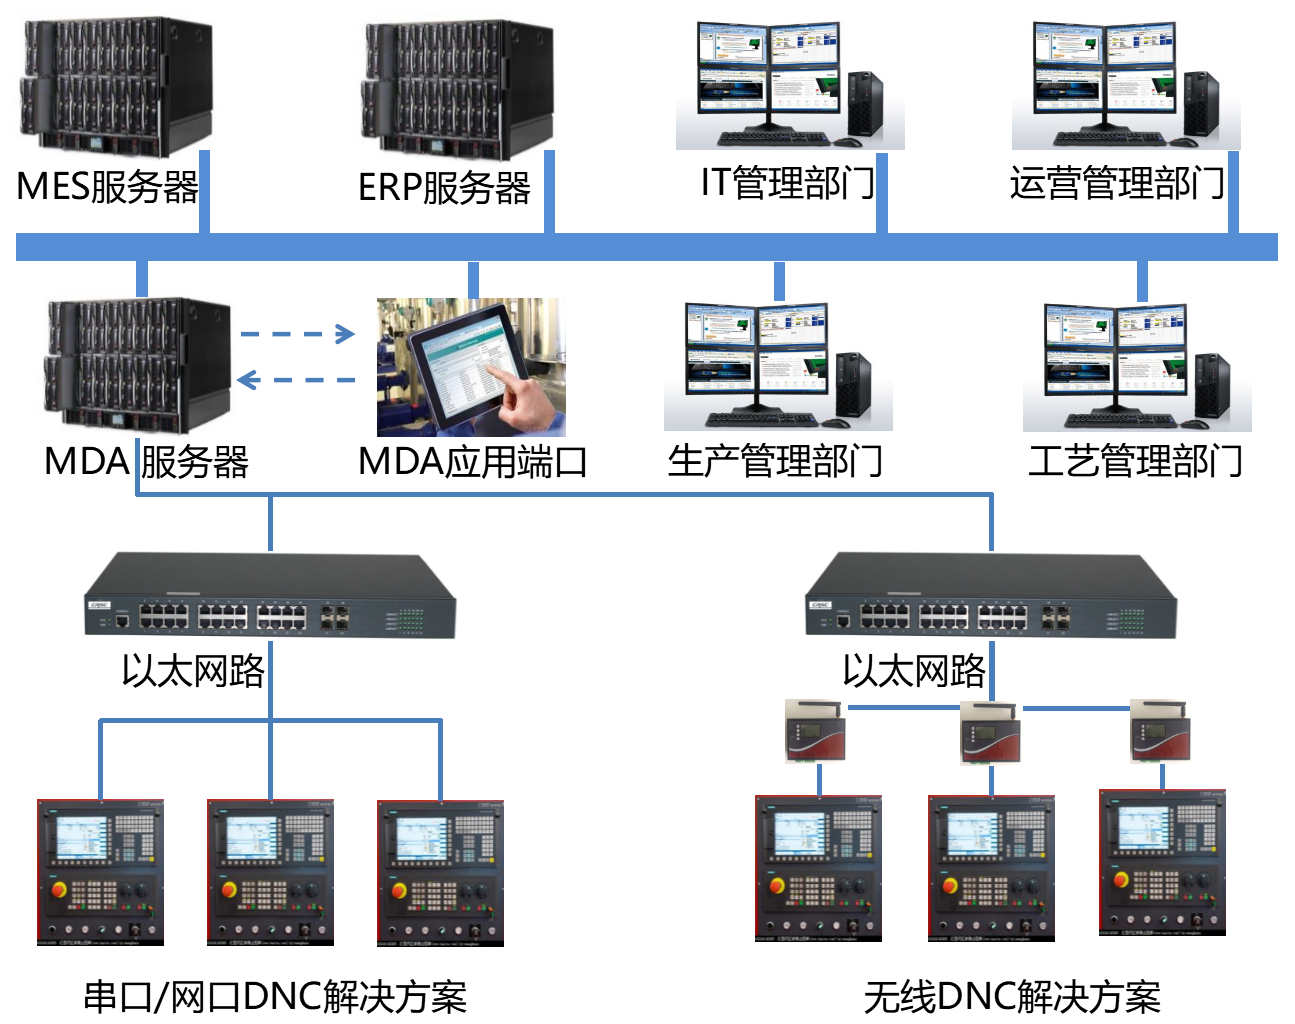 MES服务器
ERP服务器
IT管理部门
运营管理部门
MDA 服务器
MDA应用端口
生产管理部门
工艺管理部门
以太网路
以太网路
串口/网口DNC解决方案
无线DNC解决方案